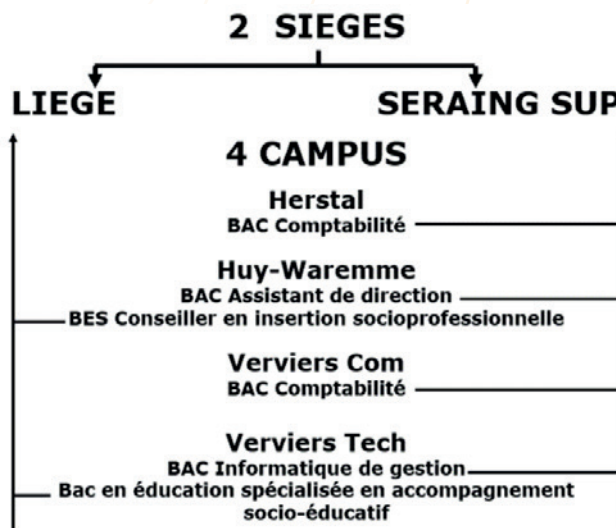 2 SIEGES
LIEGE SERAING SUP
4 CAMPUS
Herstal
BAC Comptabilité
Huy-Waremme
BAC Assistant de direction
BES Conseiller en insertion socioprofessionnelle
Verviers Com
BAC Comptabilité
Verviers Tech
BAC Informatique de gestion
Bac en éducation spécialisée en accompagnement
socio-éducatif